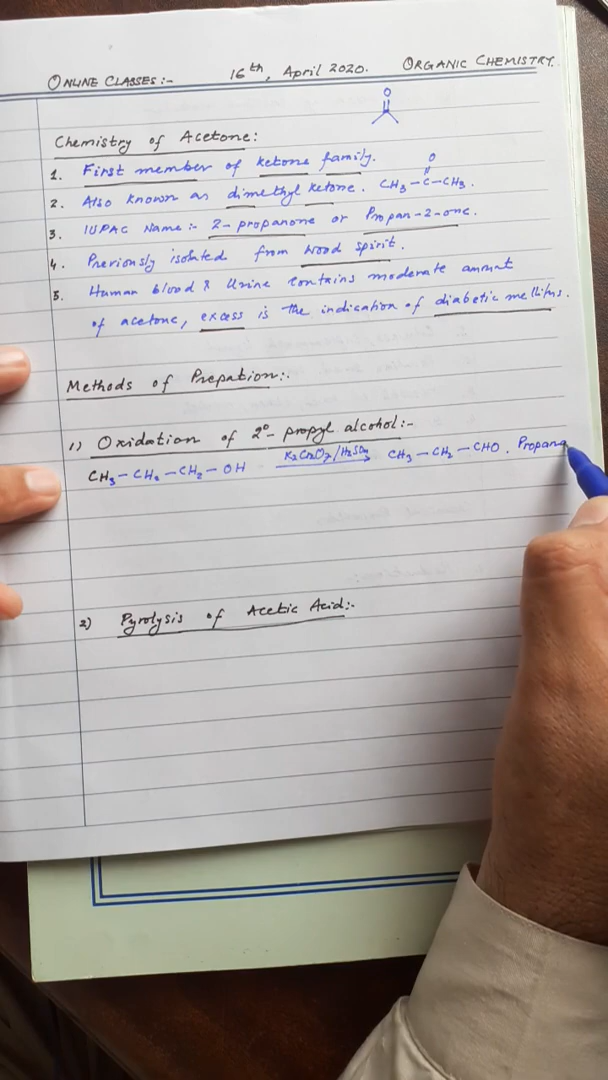 ONLINE CLASSES:- 16th, April 2020. ORGANIC CHEMISTRY.
O
Chemistry of Acetone:
1. First member of ketone family.
O
2. Also known as dimethyl ketone. CH3-C-CH3.
3. IUPAC Name:- 2-propanone or Propan-2-one.
4. Previously isolated from wood spirit.
5. Human blood & Urine contains moderate amount
of acetone, excess is the indication of diabetic mellitus.
Methods of Prepation:-
1) Oxidation of 2°- propyl alcohol:-
CH3-CH2-CH2-OH K2Cr2O7/H2SO4 CH3-CH2-CHO. Propana
2) Pyrolysis of Acetic Acid:-